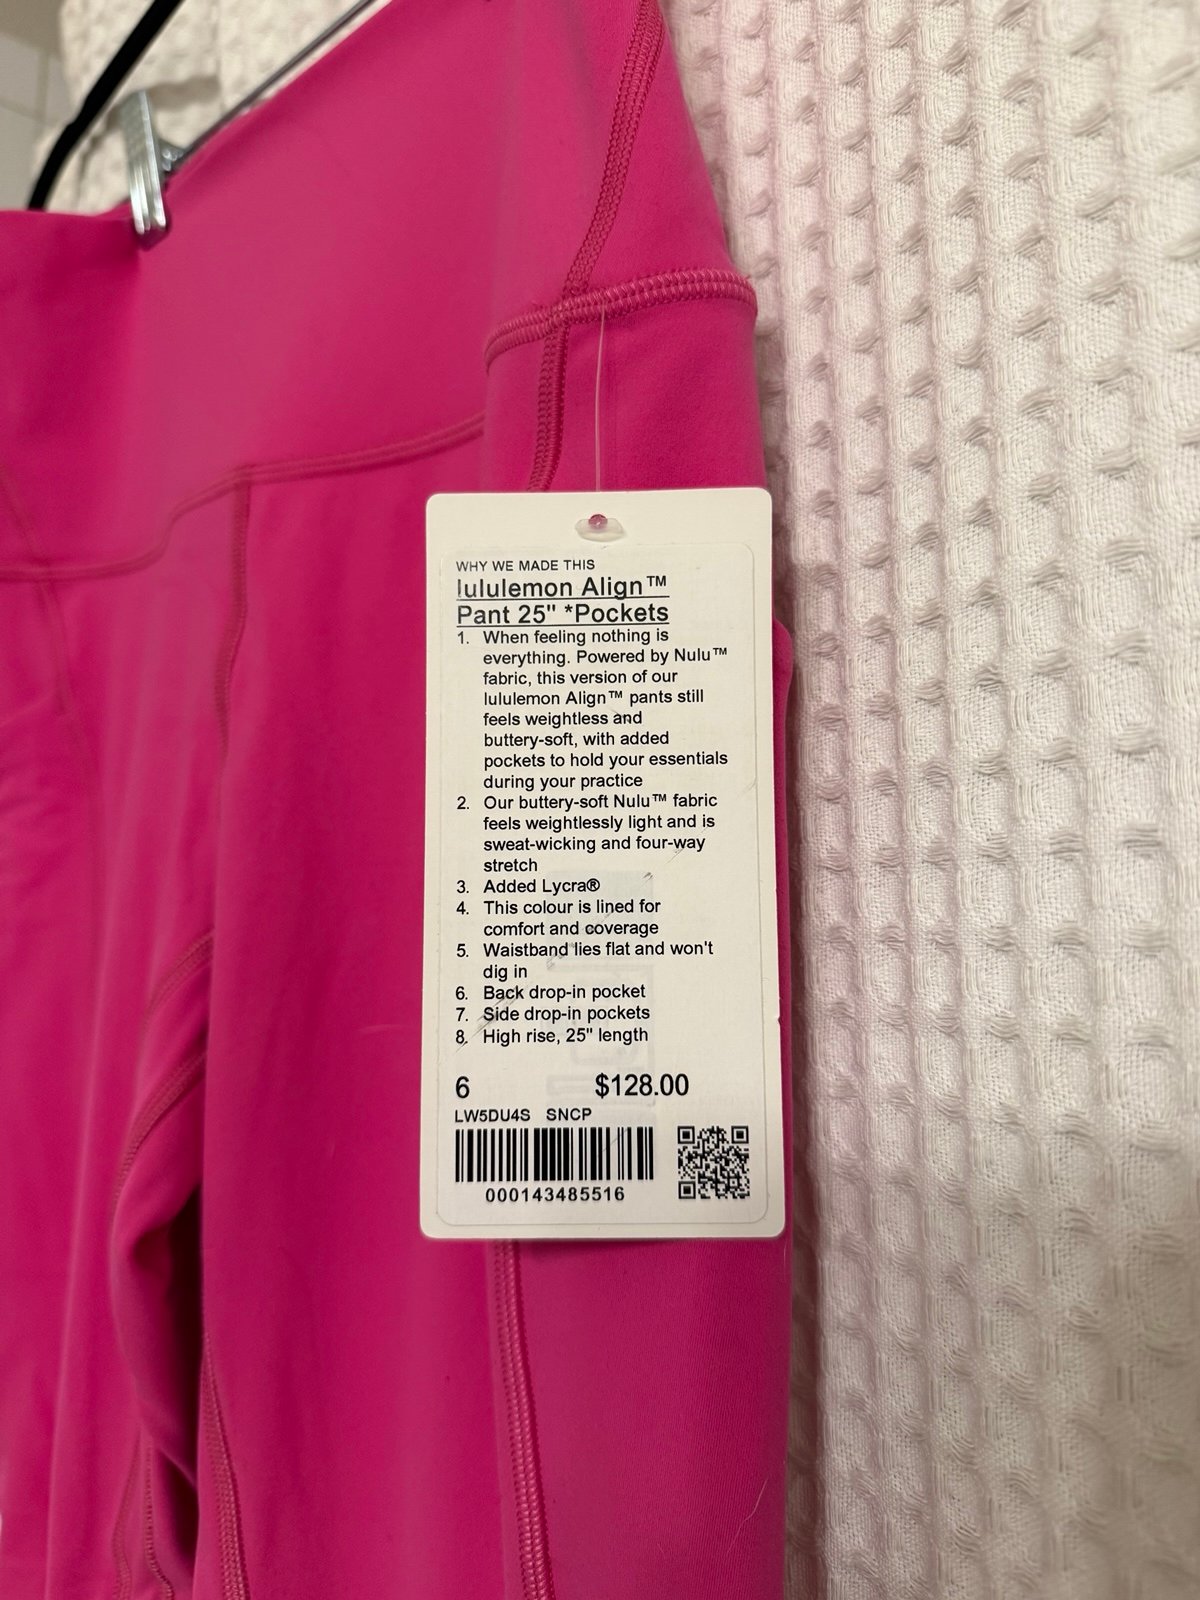 WHY WE MADE THIS
lululemon Align™
Pant 25" *Pockets
1. When feeling nothing is
everything. Powered by Nulu™
fabric, this version of our
lululemon Align™ pants still
feels weightless and
buttery-soft, with added
pockets to hold your essentials
during your practice
2. Our buttery-soft Nulu™ fabric
feels weightlessly light and is
sweat-wicking and four-way
stretch
3. Added Lycra®
4. This colour is lined for
comfort and coverage
5. Waistband lies flat and won't
dig in
6. Back drop-in pocket
7. Side drop-in pockets
8. High rise, 25" length
6 $128.00
LW5DU4S SNCP
000143485516